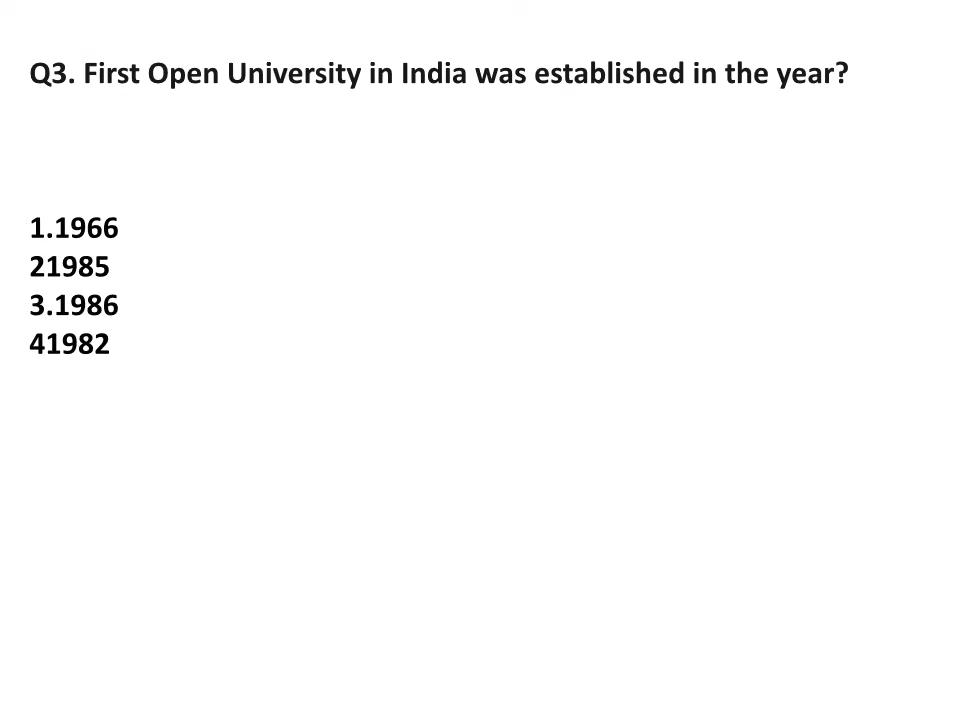 Q3. First Open University in India was established in the year?
1.1966
21985
3.1986
41982